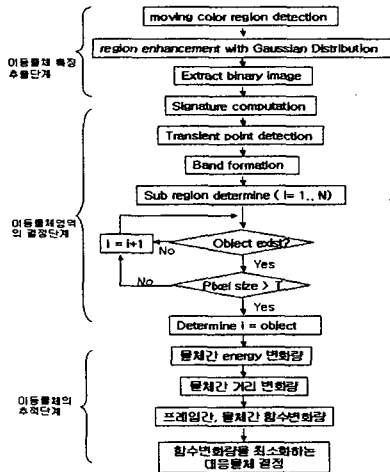 moving color region detection
region enhancement with Gaussian Distribution
Extract binary image
이동물체 특징
추출단계
Signature computation
Transient point detection
Band formation
Sub region determine ( i= 1., N)
i = i+1
Object exist?
No
Yes
Pixel size > T
No
Yes
Determine i = object
이동물체영역
의 결정단계
물체간 energy 변화량
물체간 거리 변화량
프레임간, 물체간 함수변화량
함수변화량을 최소화하는
대응물체 결정
이동물체의
추적단계